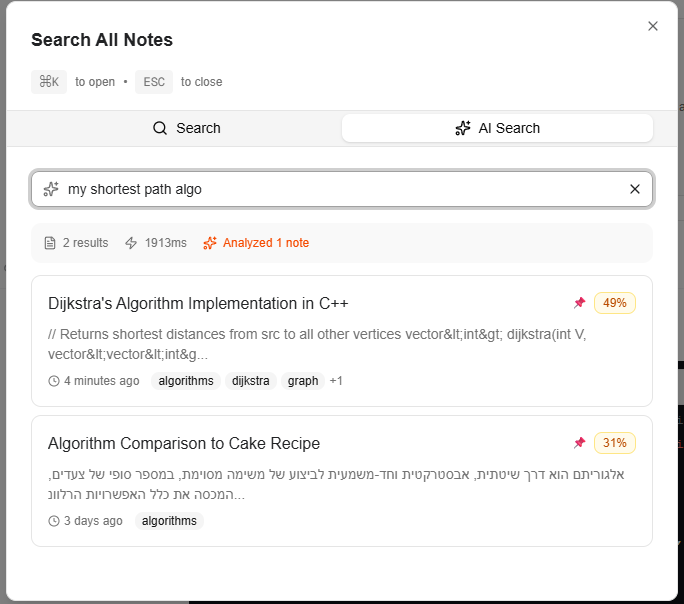 Search All Notes
⌘K to open • ESC to close
Search
AI Search
my shortest path algo
2 results 1913ms Analyzed 1 note
Dijkstra's Algorithm Implementation in C++
49%
// Returns shortest distances from src to all other vertices vector&lt;int&gt; dijkstra(int V,
vector&lt;vector&lt;int&g...
4 minutes ago algorithms dijkstra graph +1
Algorithm Comparison to Cake Recipe
31%
אלגוריתם הוא דרך שיטתית, אבסטרקטית וחד-משמעית לביצוע של משימה מסוימת, במספר סופי של צעדים,
המכסה את כלל האפשרויות הרלוונ...
3 days ago algorithms